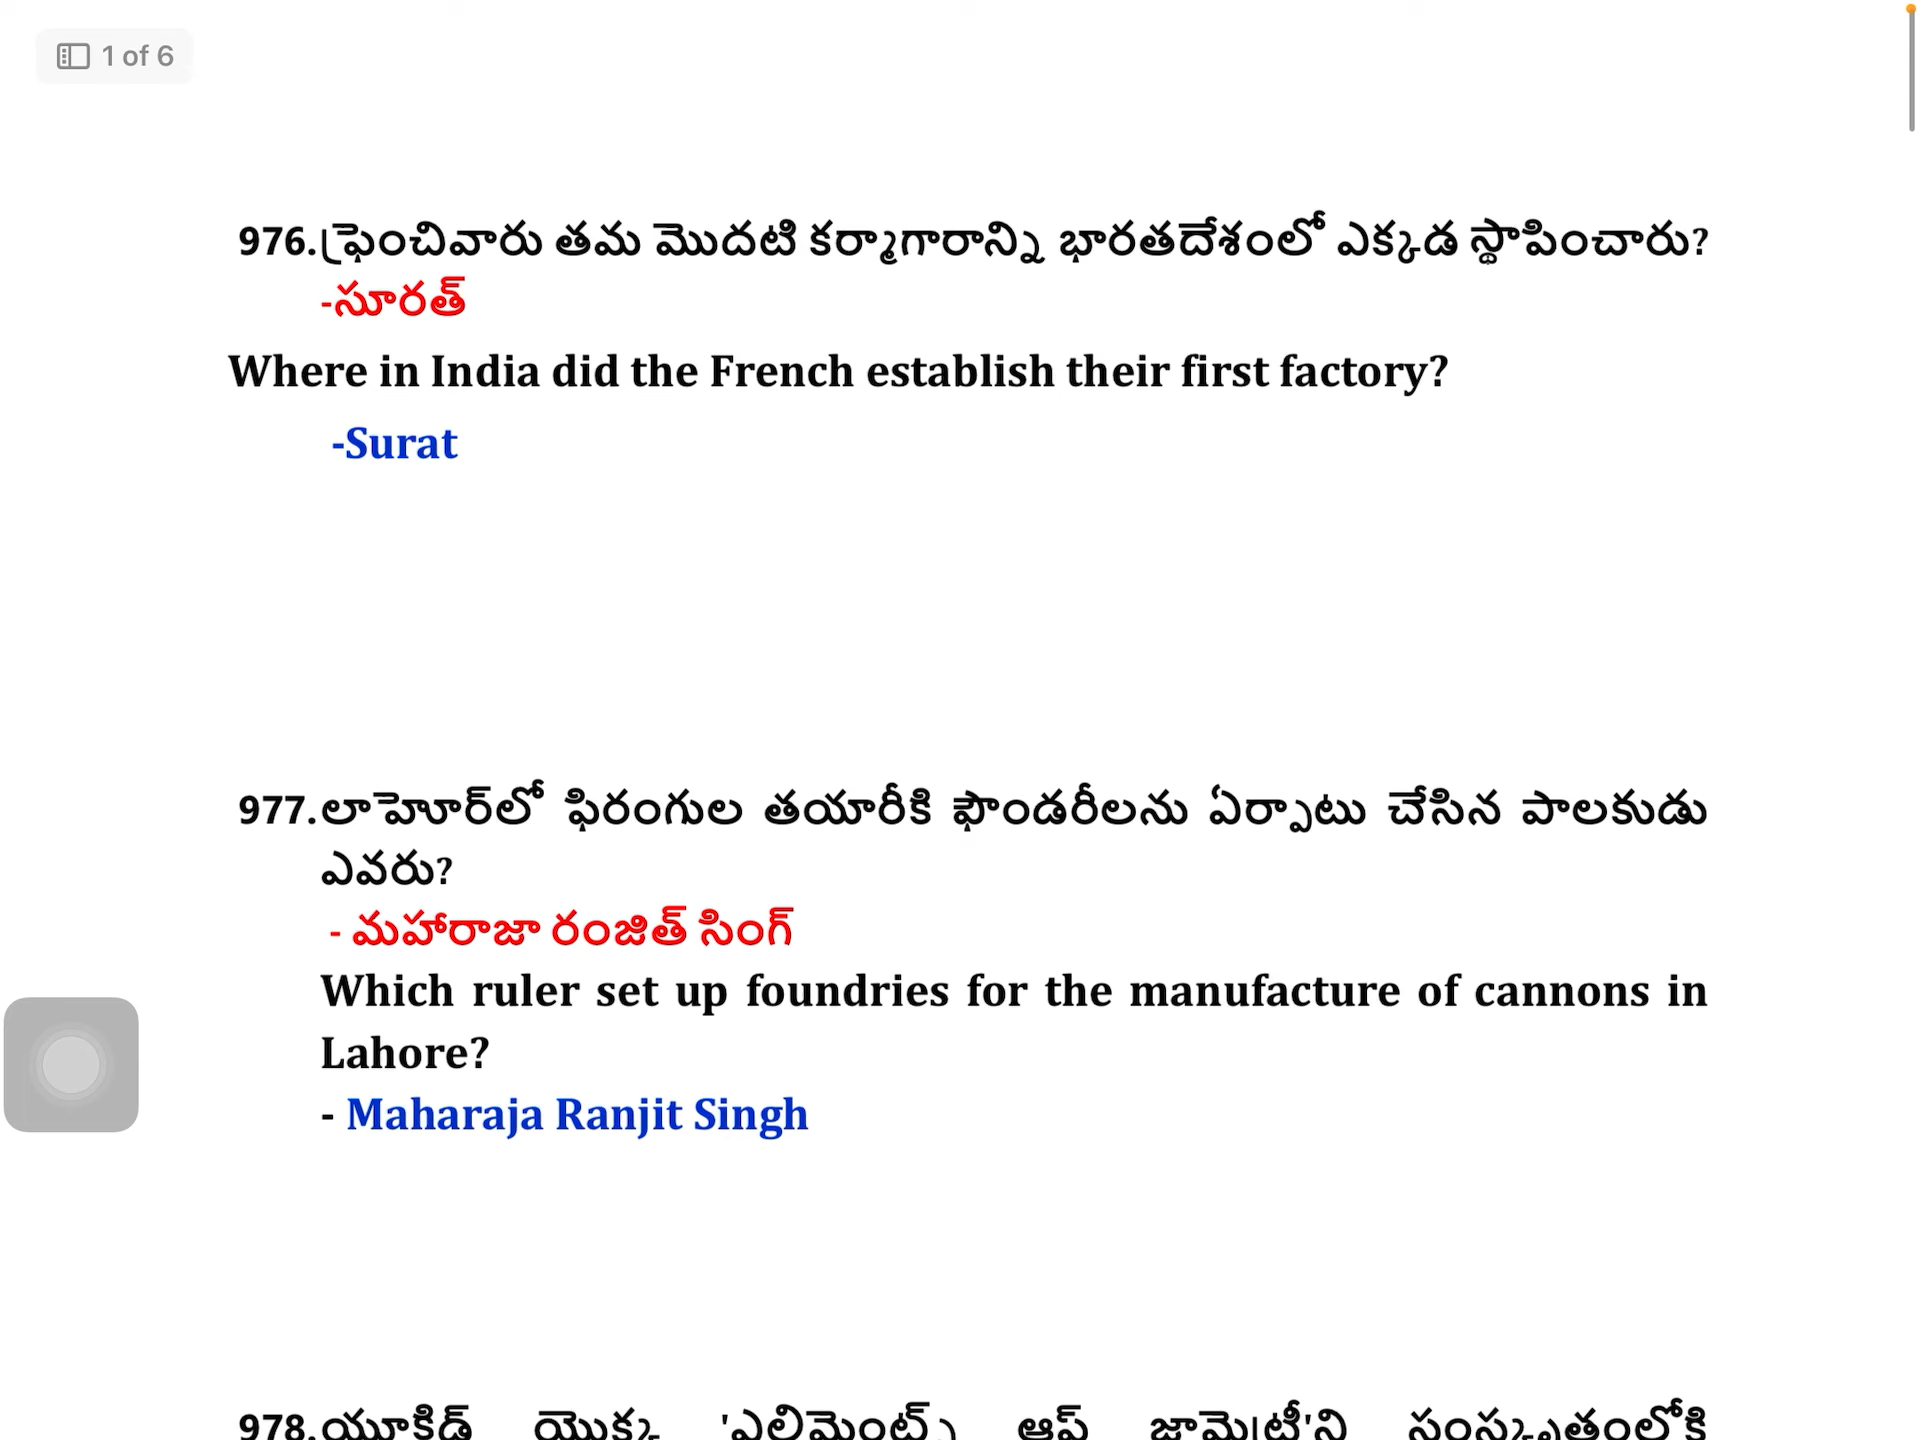 1 of 6
976.ఫ్రెంచివారు తమ మొదటి కర్మాగారాన్ని భారతదేశంలో ఎక్కడ స్థాపించారు?
-సూరత్
Where in India did the French establish their first factory?
-Surat
977.లాహెూర్‌లో ఫిరంగుల తయారీకి ఫౌండరీలను ఏర్పాటు చేసిన పాలకుడు
ఎవరు?
- మహారాజా రంజిత్ సింగ్
Which ruler set up foundries for the manufacture of cannons in
Lahore?
- Maharaja Ranjit Singh
978.యూకిడ్ యొక్క 'ఎలిమెంట్స్ ఆప్ జామెట్రీ'ని సంస్కృతంలోకి